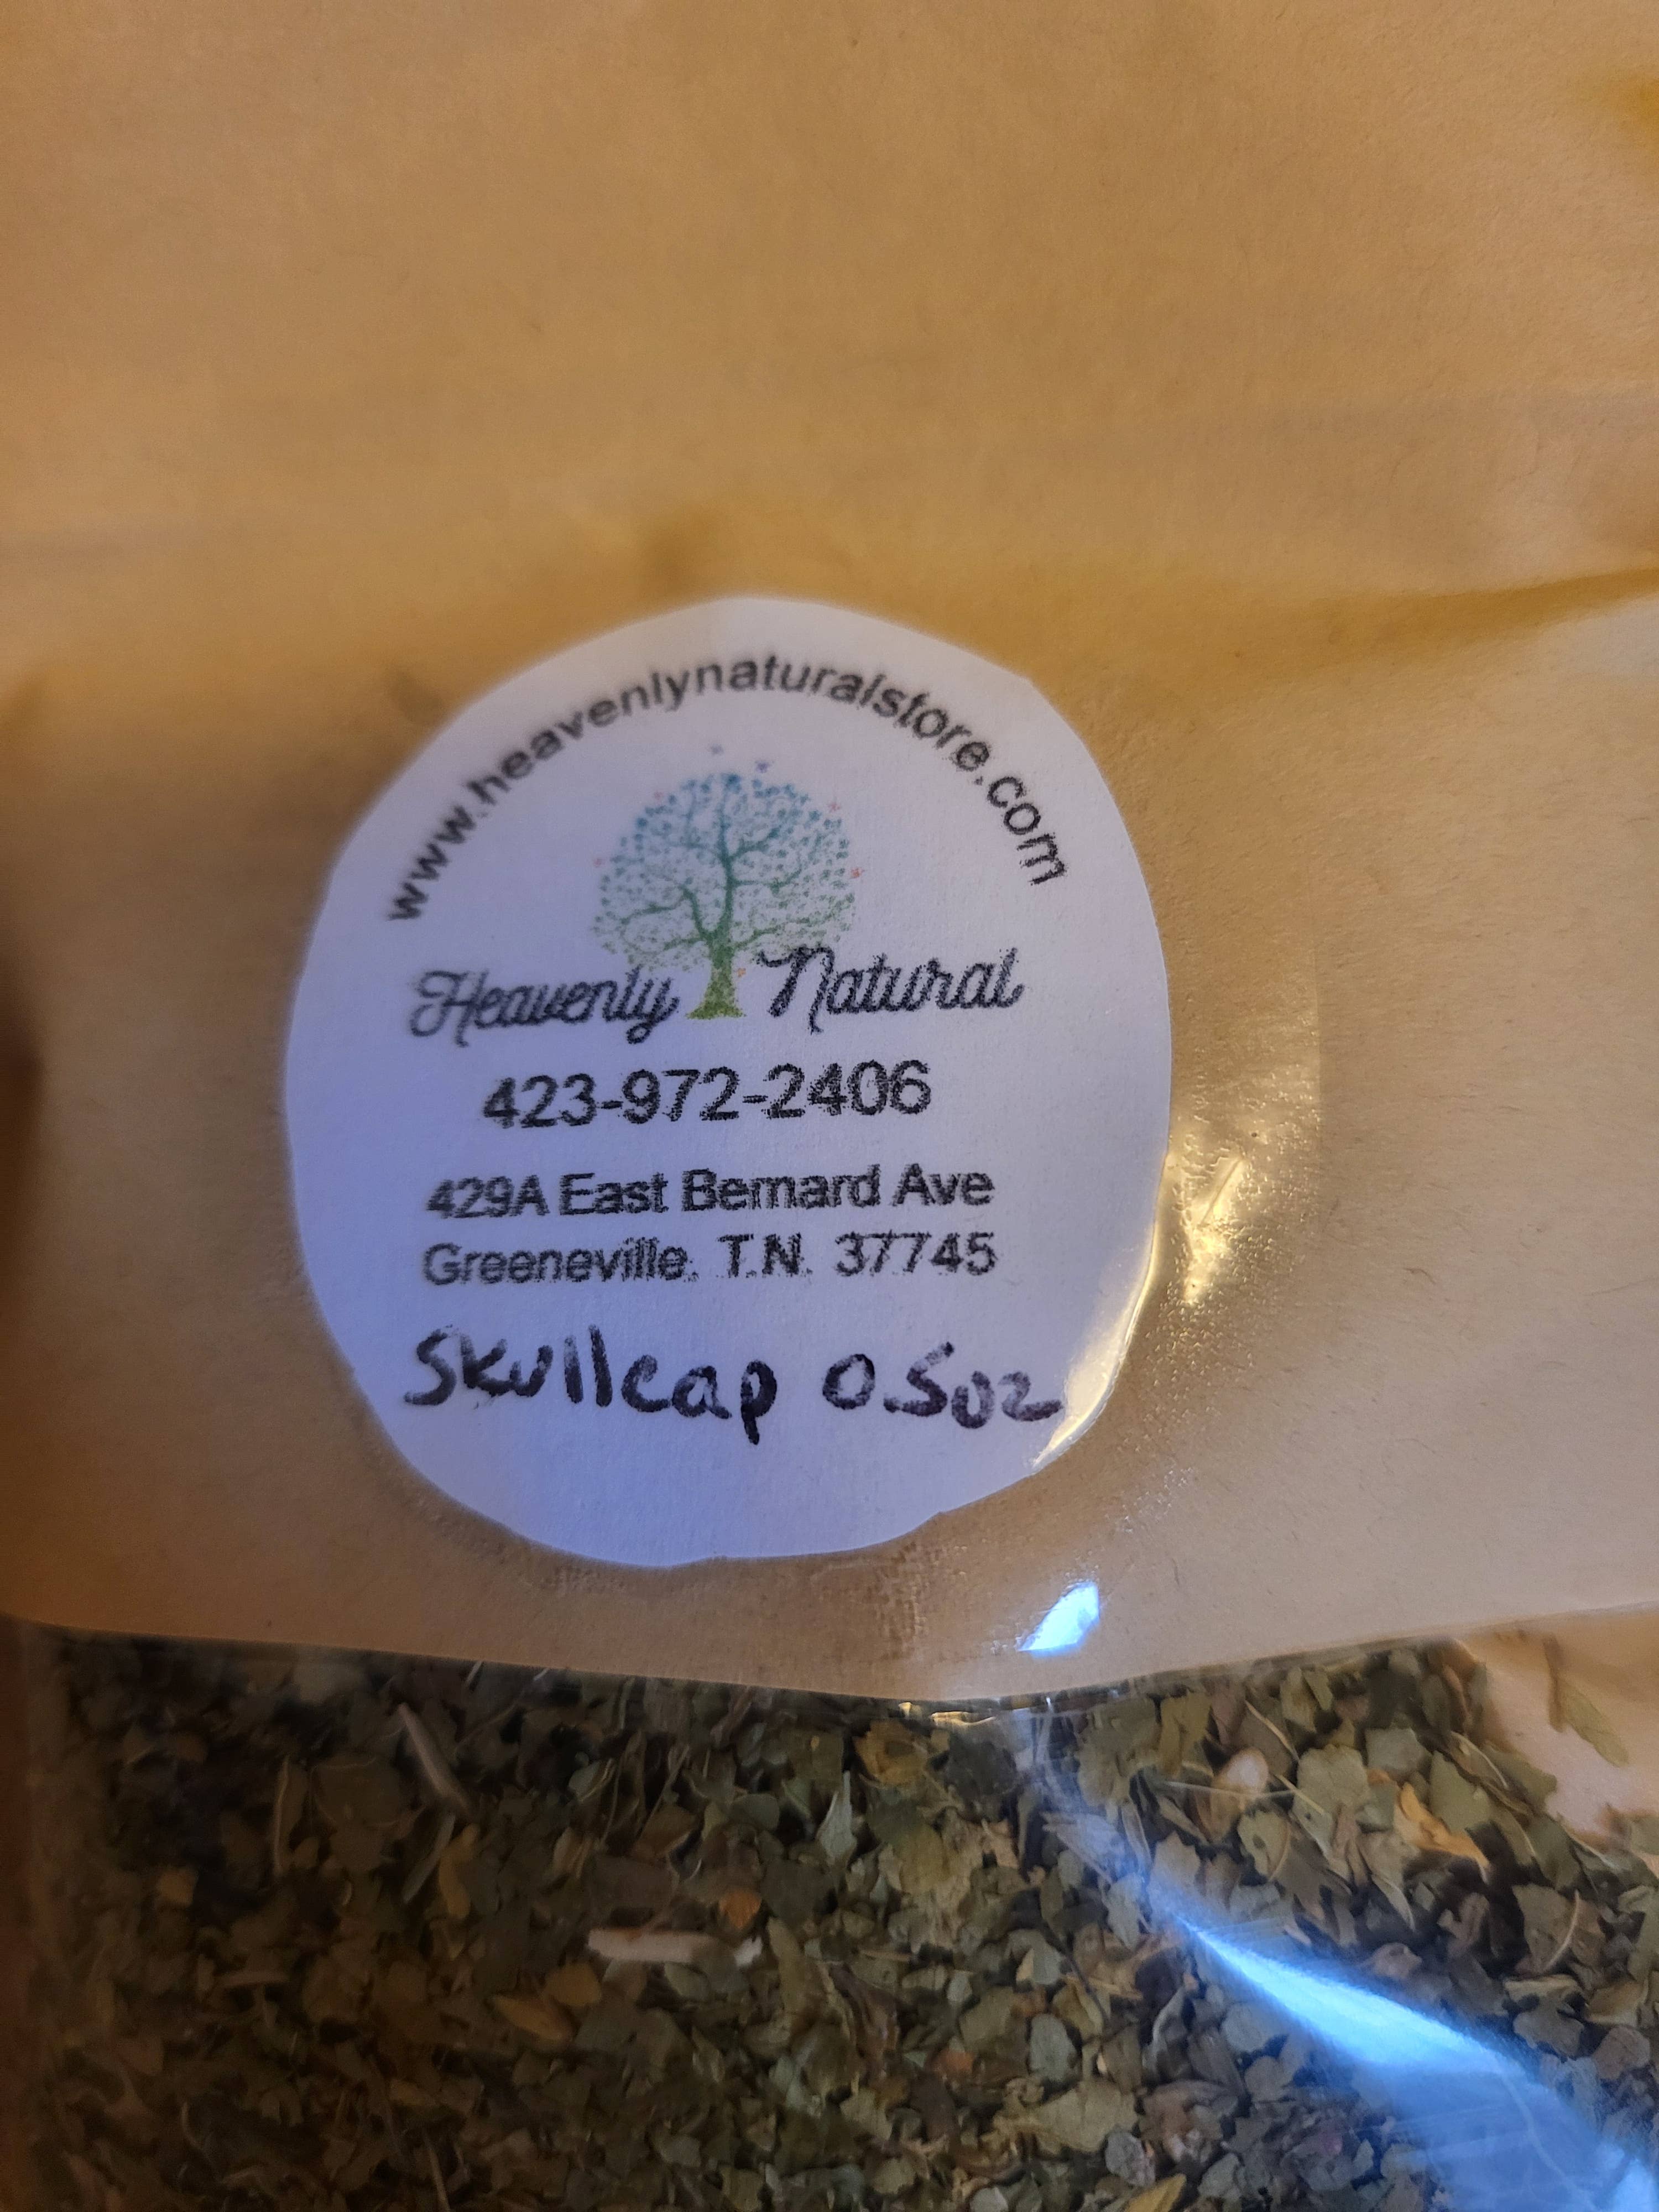 www.heavenlynaturalstore.com
Heavenly Natural
423-972-2406
429A East Bernard Ave
Greeneville, T.N. 37745
Skullcap 0.5oz